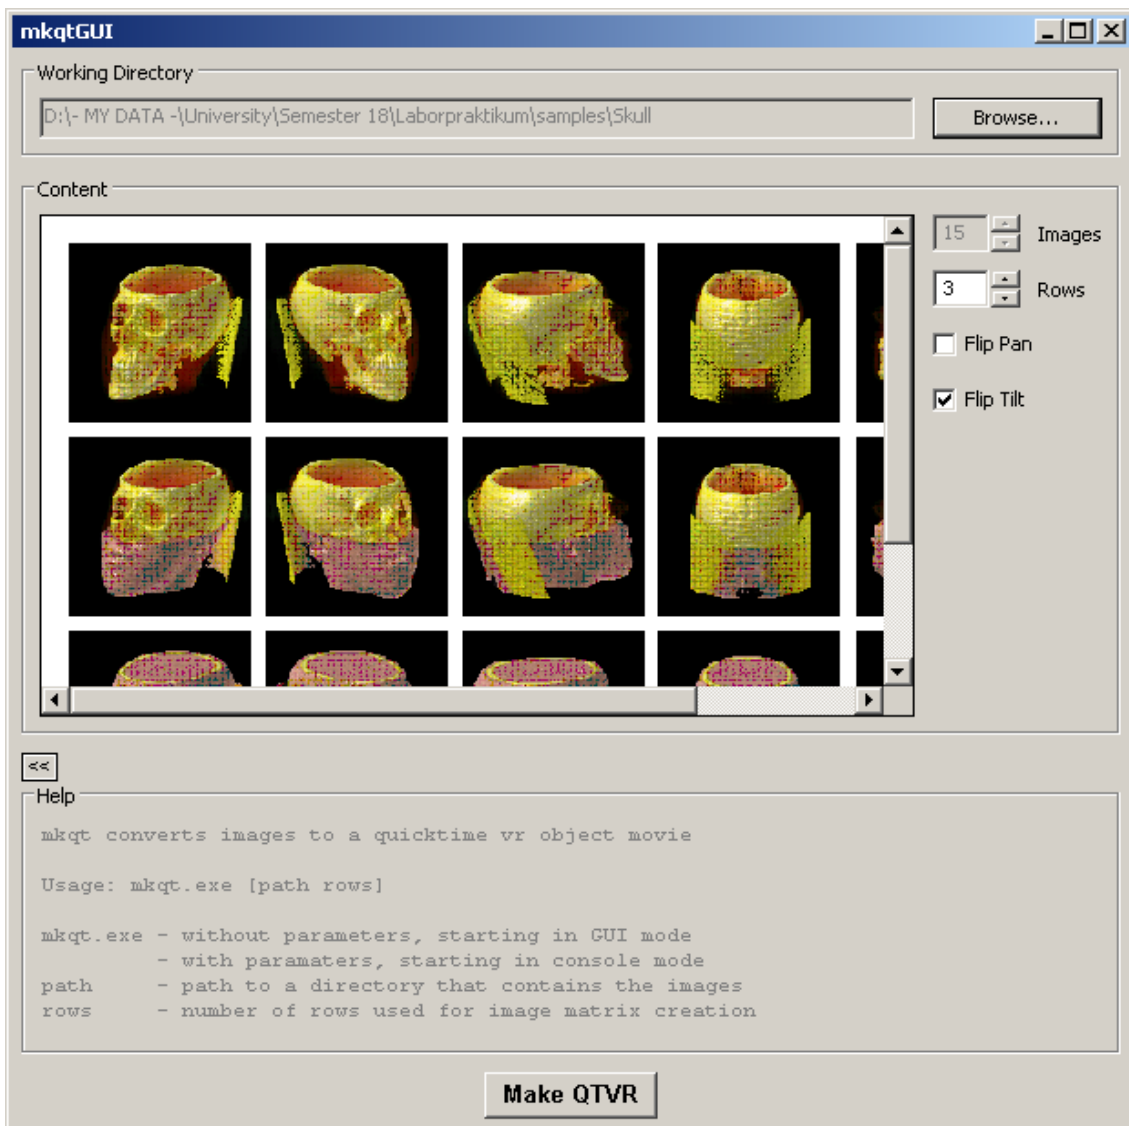 mkqtGUI
Working Directory
D:\- MY DATA -\University\Semester 18\Laborpraktikum\samples\Skull
Browse...
Content
15 Images
3 Rows
Flip Pan
Flip Tilt
<<
Help
mkqt converts images to a quicktime vr object movie
Usage: mkqt.exe [path rows]
mkqt.exe - without parameters, starting in GUI mode
- with paramaters, starting in console mode
path - path to a directory that contains the images
rows - number of rows used for image matrix creation
Make QTVR